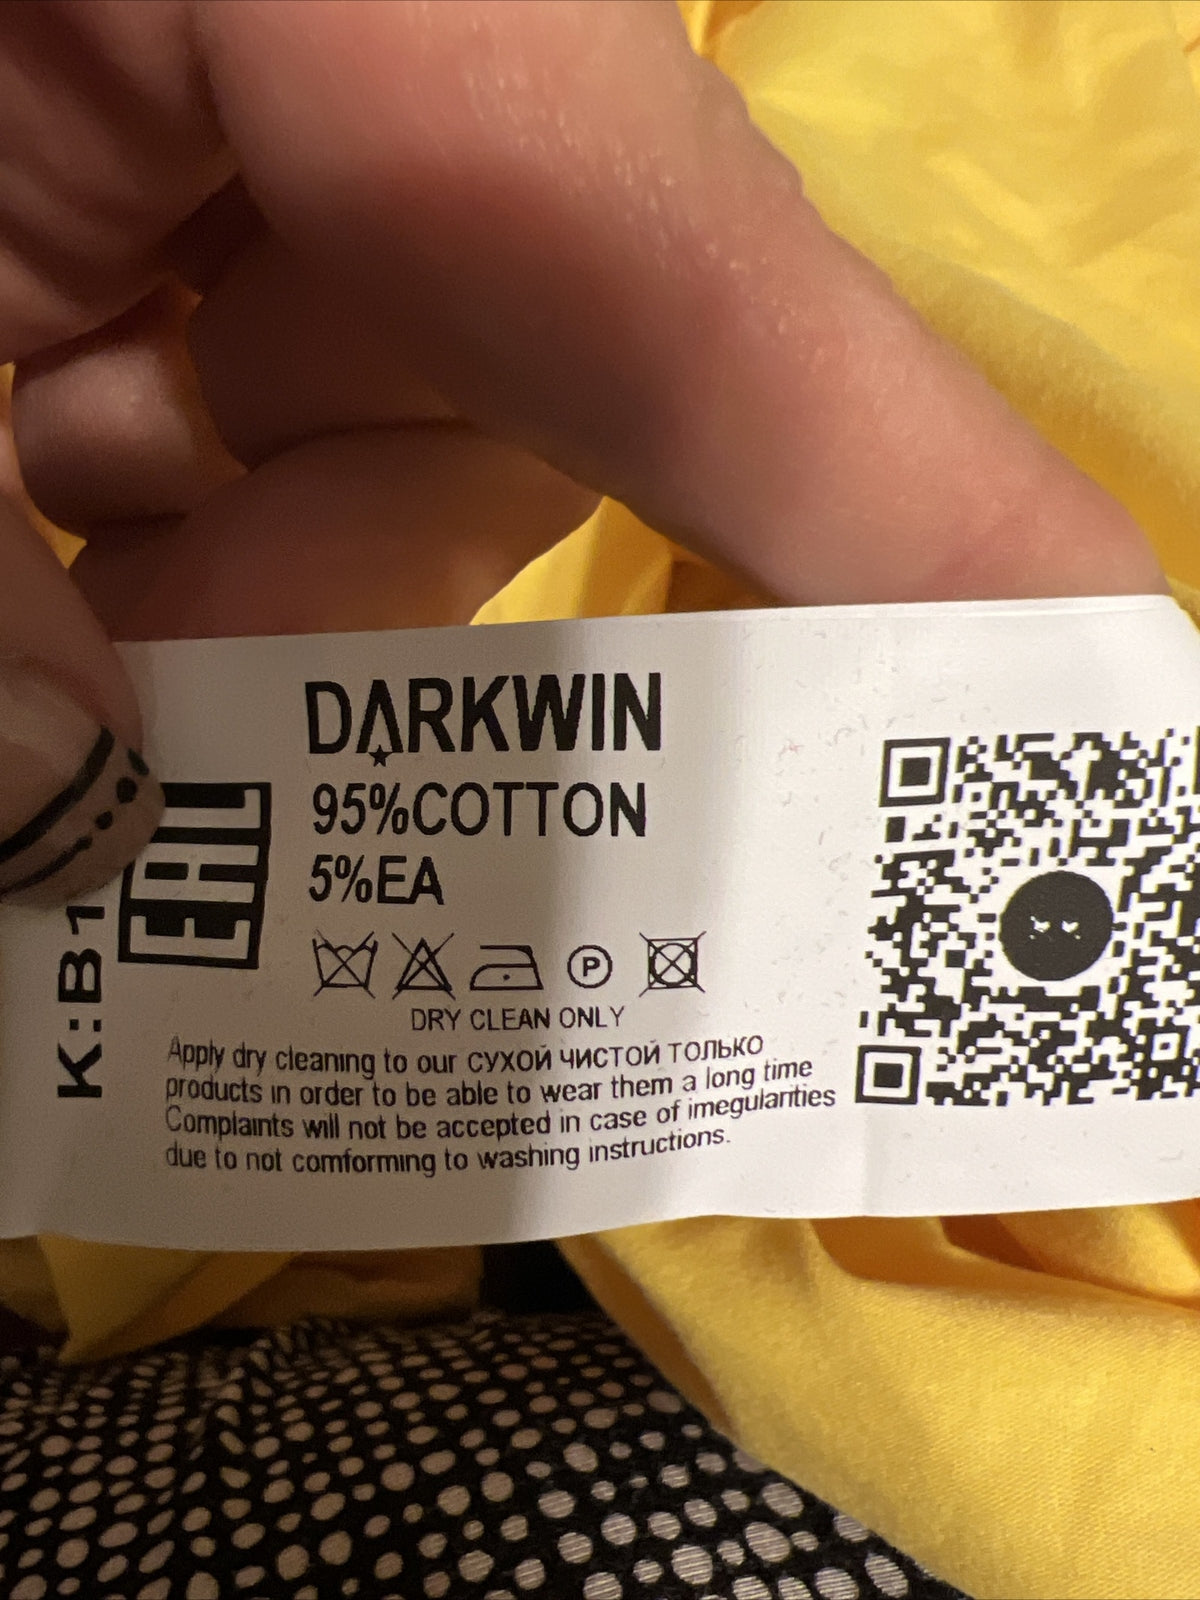 DARKWIN
95%COTTON
5%EA
EAC
K:B1
P
DRY CLEAN ONLY
Apply dry cleaning to our СУХОЙ ЧИСТОЙ ТОЛЬКО
products in order to be able to wear them a long time
Complaints will not be accepted in case of imegularities
due to not comforming to washing instructions.